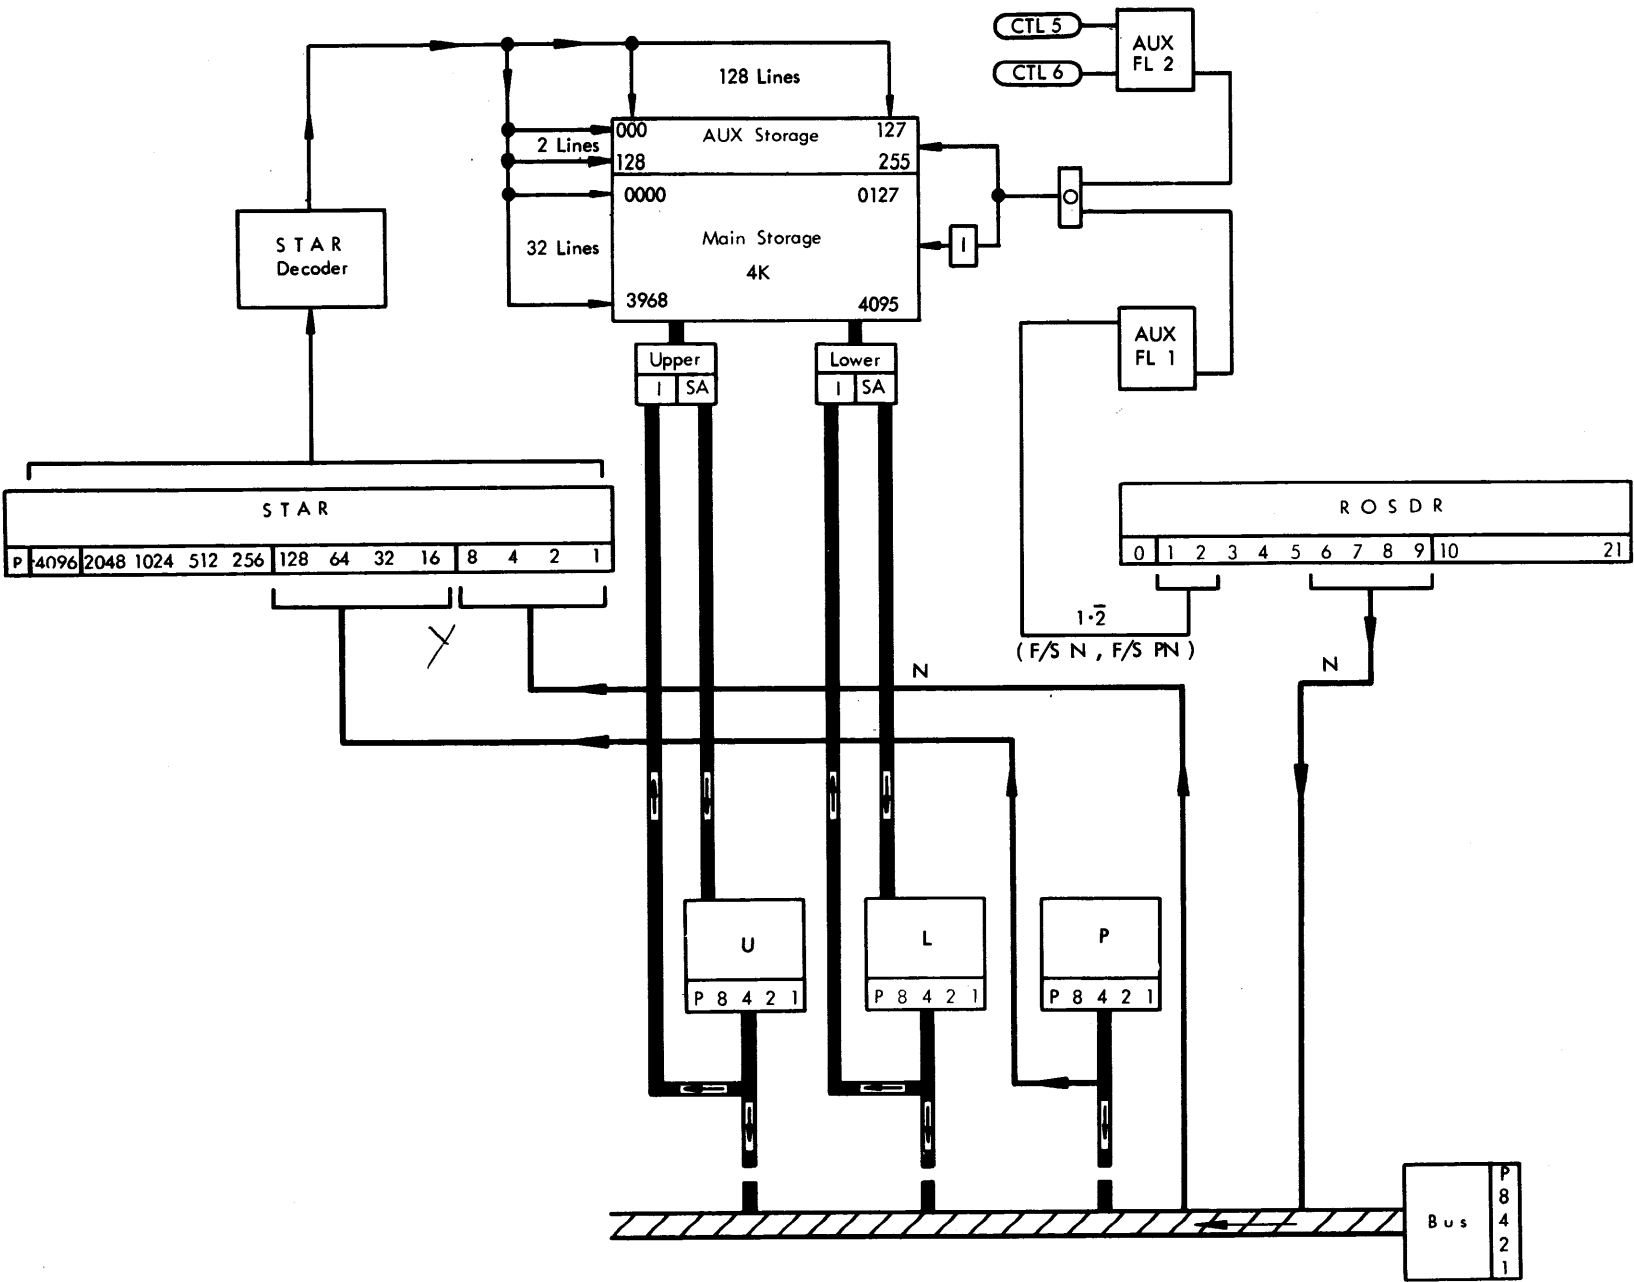 CTL 5
CTL 6
AUX
FL 2
128 Lines
000
AUX Storage
127
2 Lines
128
255
0000
0127
O
STAR
Decoder
32 Lines
Main Storage
4K
I
3968
4095
AUX
FL 1
Upper
I SA
Lower
I SA
STAR
P 4096 2048 1024 512 256 128 64 32 16 8 4 2 1
ROSDR
0 1 2 3 4 5 6 7 8 9 10 21
1·2̄
(F/S N, F/S PN)
Y
N
N
U
P 8 4 2 1
L
P 8 4 2 1
P
P 8 4 2 1
Bus
P
8
4
2
1